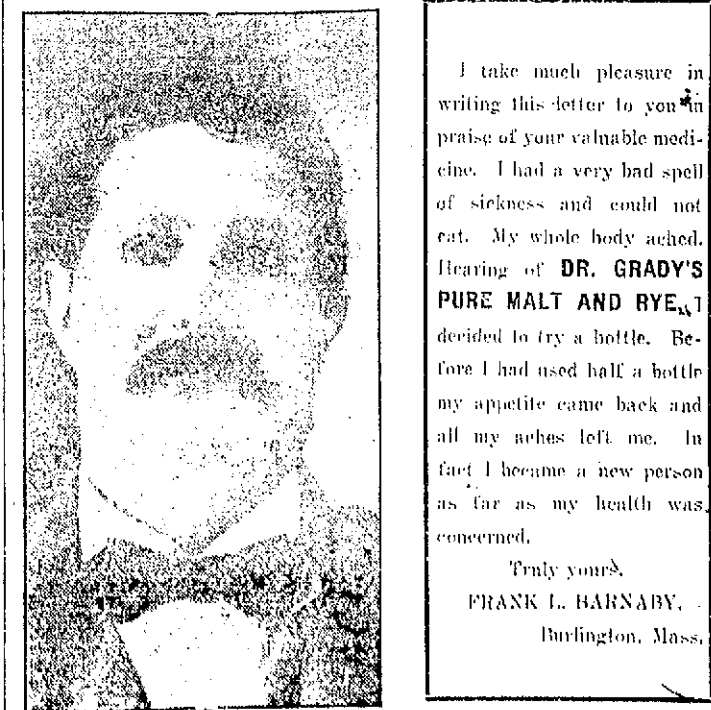 I take much pleasure in
writing this letter to you in
praise of your valuable medi-
cine. I had a very bad spell
of sickness and could not
eat. My whole body ached.
Hearing of DR. GRADY'S
PURE MALT AND RYE, I
decided to try a bottle. Be-
fore I had used half a bottle
my appetite came back and
all my aches left me. In
fact I became a new person
as far as my health was
concerned.
Truly yours,
FRANK L. BARNABY,
Burlington, Mass.